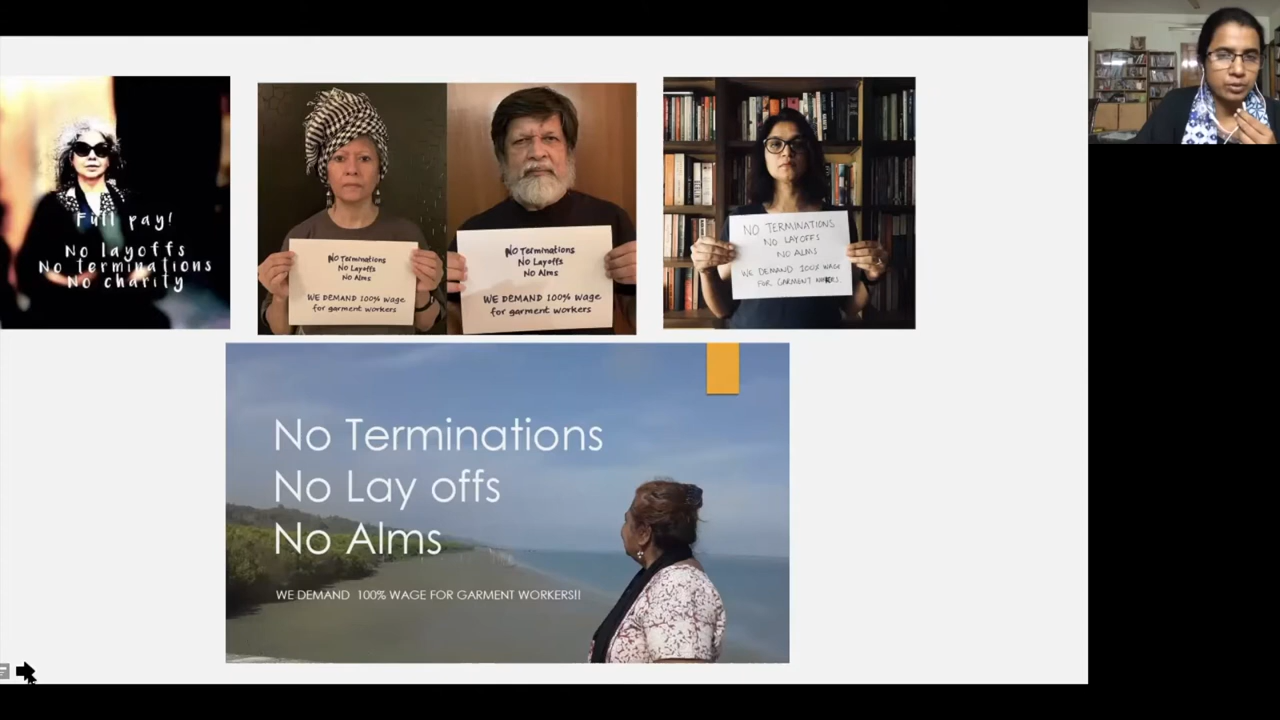 Full pay!
No layoffs
No terminations
No charity
No Terminations
No Layoffs
No Alms
WE DEMAND 100% wage
for garment workers
No Terminations
No Layoffs
No Alms
WE DEMAND 100% wage
for garment workers
NO TERMINATIONS
NO LAYOFFS
NO ALMS
WE DEMAND 100% WAGE
FOR GARMENT WORKERS.
No Terminations
No Lay offs
No Alms
WE DEMAND 100% WAGE FOR GARMENT WORKERS!!